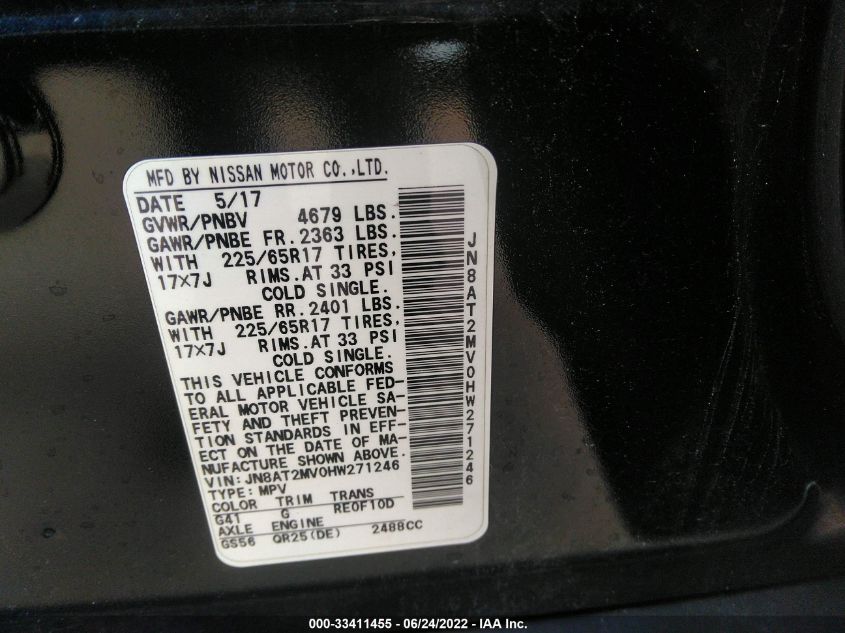 MFD BY NISSAN MOTOR CO.,LTD.
DATE 5/17
GVWR/PNBV 4679 LBS.
GAWR/PNBE FR.2363 LBS.
WITH 225/65R17 TIRES,
17X7J RIMS.AT 33 PSI
COLD SINGLE.
GAWR/PNBE RR.2401 LBS.
WITH 225/65R17 TIRES,
17X7J RIMS.AT 33 PSI
COLD SINGLE.
THIS VEHICLE CONFORMS
TO ALL APPLICABLE FED-
ERAL MOTOR VEHICLE SA-
FETY AND THEFT PREVEN-
TION STANDARDS IN EFF-
ECT ON THE DATE OF MA-
NUFACTURE SHOWN ABOVE.
VIN:JN8AT2MV0HW271246
TYPE:MPV
COLOR TRIM TRANS
G41 G RE0F10D
AXLE ENGINE
GS56 QR25(DE) 2488CC
JN8AT2MV0HW271246
000-33411455 - 06/24/2022 - IAA Inc.